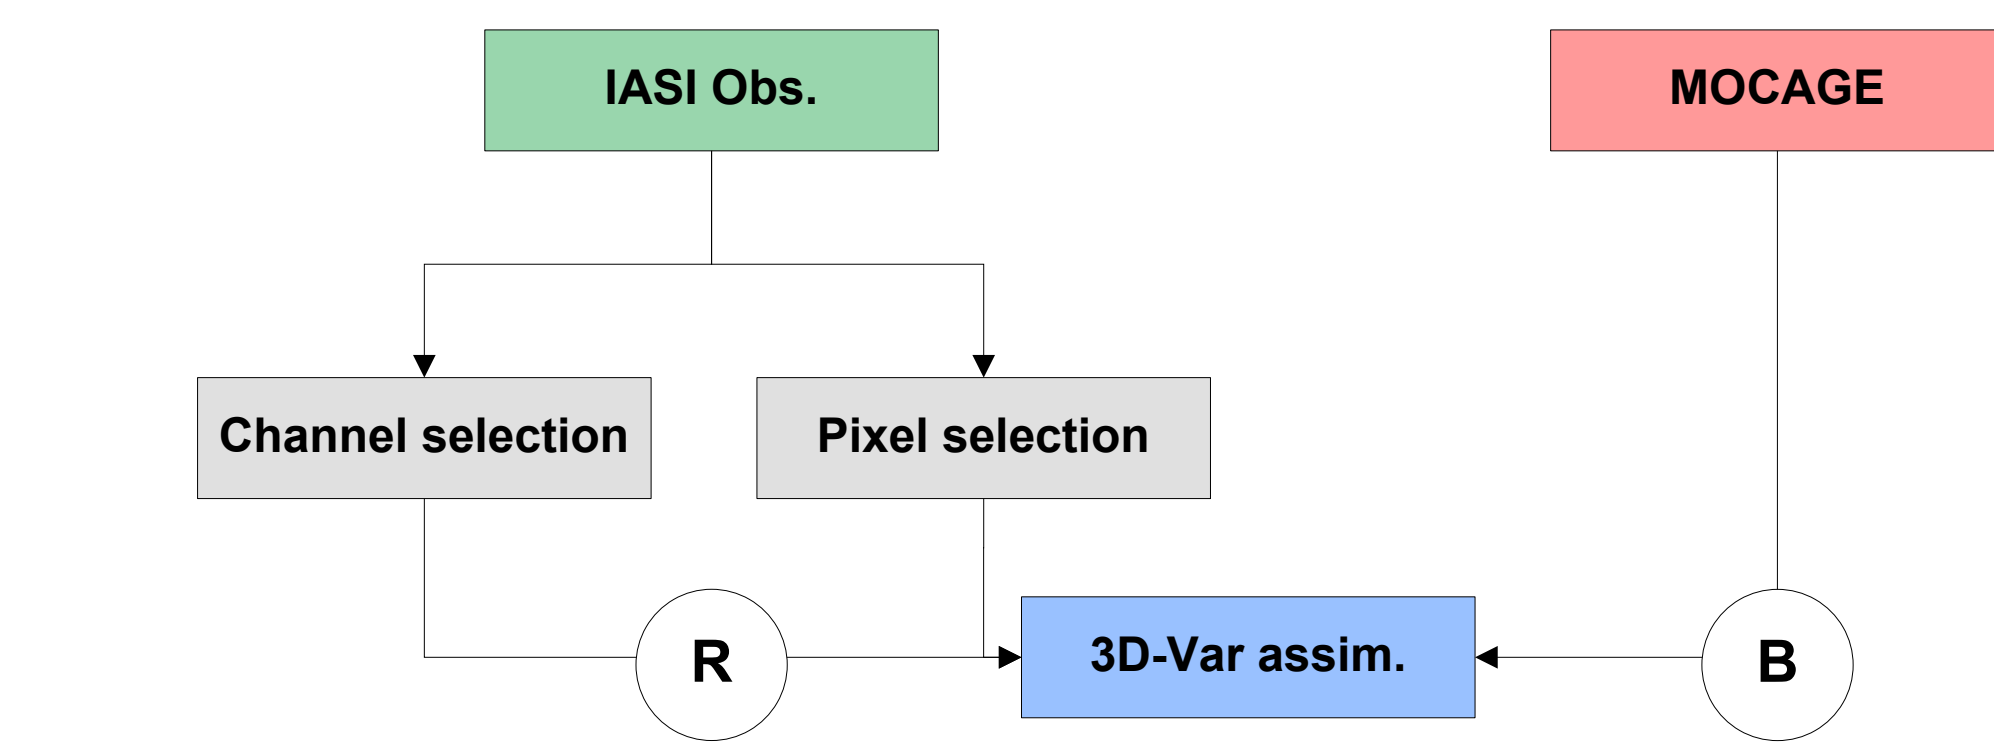 IASI Obs.
MOCAGE
Channel selection
Pixel selection
R
3D-Var assim.
B